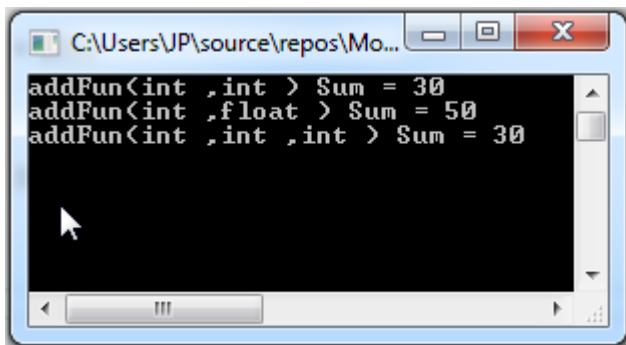 C:\Users\JP\source\repos\Mo...
addFun(int ,int ) Sum = 30
addFun(int ,float ) Sum = 50
addFun(int ,int ,int ) Sum = 30